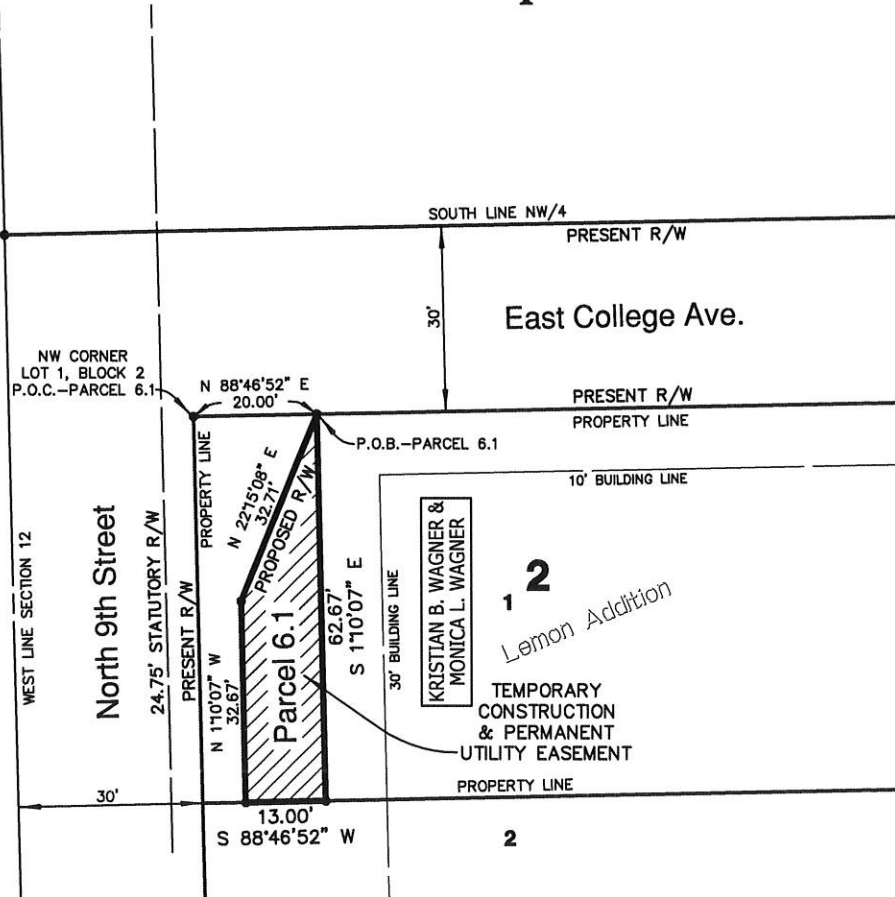 SOUTH LINE NW/4
PRESENT R/W
30'
East College Ave.
NW CORNER
LOT 1, BLOCK 2
P.O.C.-PARCEL 6.1
N 88°46'52" E
20.00'
PRESENT R/W
PROPERTY LINE
P.O.B.-PARCEL 6.1
10' BUILDING LINE
WEST LINE SECTION 12
North 9th Street
24.75' STATUTORY R/W
PRESENT R/W
PROPERTY LINE
N 22°15'08" E
32.71'
PROPOSED R/W
N 1°10'07" W
32.67'
Parcel 6.1
62.67'
S 1°10'07" E
30' BUILDING LINE
KRISTIAN B. WAGNER &
MONICA L. WAGNER
1 2
Lemon Addition
TEMPORARY
CONSTRUCTION
& PERMANENT
UTILITY EASEMENT
PROPERTY LINE
30'
13.00'
S 88°46'52" W
2